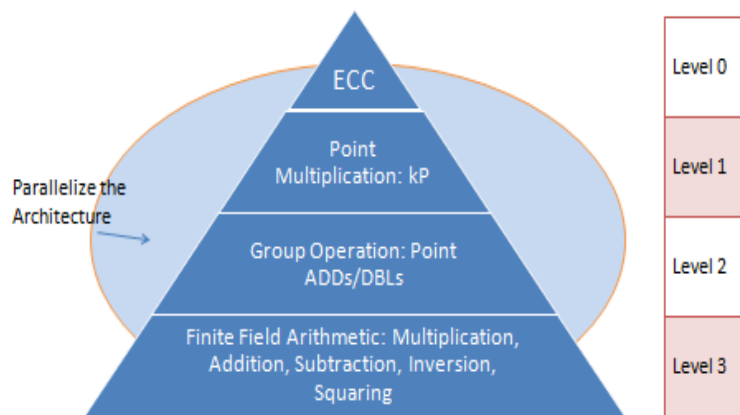 ECC
Level 0
Point
Multiplication: kP
Level 1
Parallelize the
Architecture
Group Operation: Point
ADDs/DBLs
Level 2
Finite Field Arithmetic: Multiplication,
Addition, Subtraction, Inversion,
Squaring
Level 3